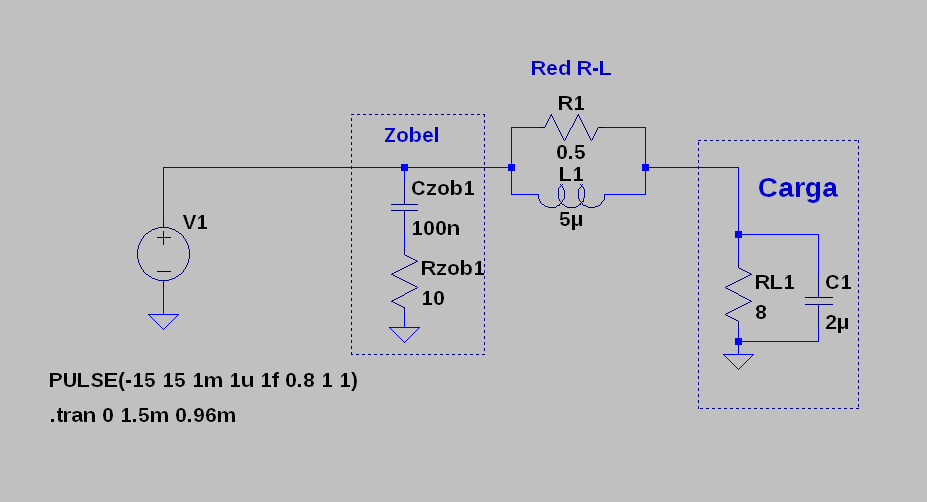 Red R-L
R1
0.5
L1
5µ
Zobel
Czob1
100n
Rzob1
10
V1
+
−
Carga
RL1
8
C1
2µ
PULSE(-15 15 1m 1u 1f 0.8 1 1)
.tran 0 1.5m 0.96m